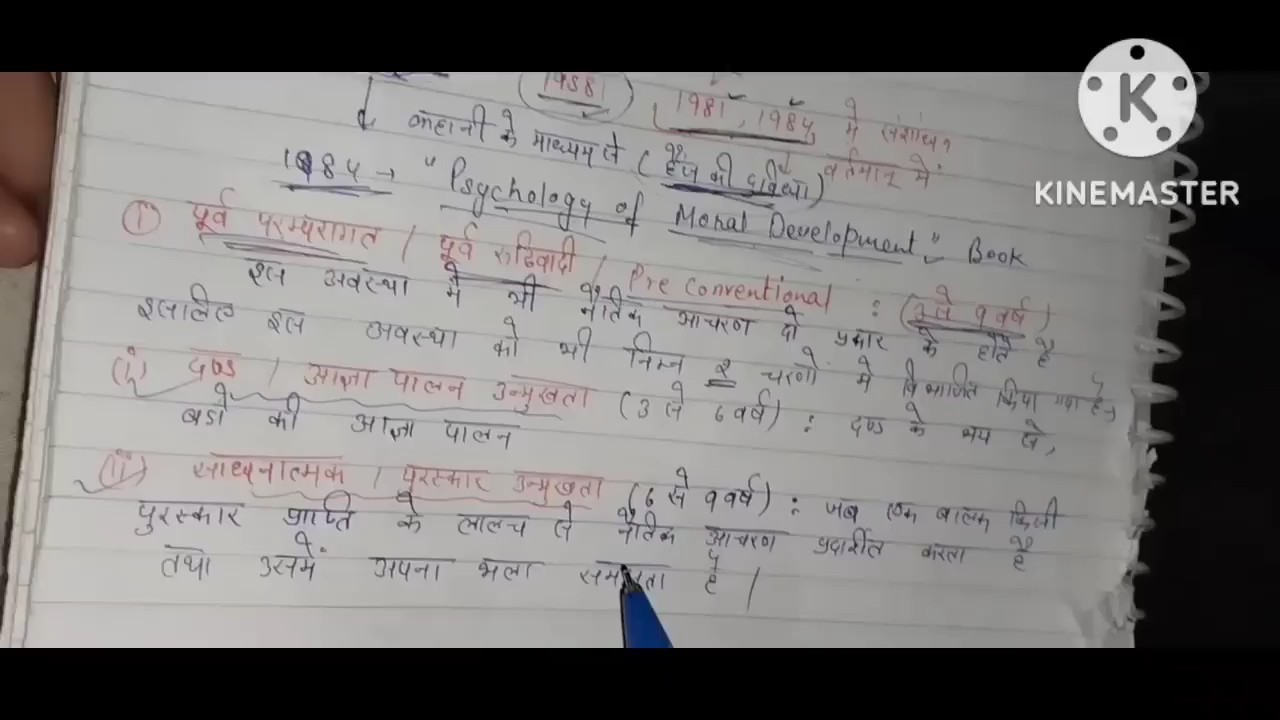 1958
1981, 1984 में संशोधन
कहानी के माध्यम से (हेंज की दुविधा) वर्तमान में
1984 → "Psychology of Moral Development" Book
① पूर्व परम्परागत / पूर्व रूढिवादी / Pre Conventional : (3 से 9 वर्ष)
इस अवस्था में भी नैतिक आचरण दो प्रकार के होते है
इसलिए इस अवस्था को भी निम्न 2 चरणों में विभाजित किया गया है→
(i) दण्ड / आज्ञा पालन उन्मुखता (3 से 6 वर्ष) : दण्ड के भय से,
बडो की आज्ञा पालन
(ii) साधनात्मक / पुरस्कार उन्मुखता (6 से 9 वर्ष) : जब एक बालक किसी
पुरस्कार प्राप्ति के लालच से नैतिक आचरण प्रदर्शित करता है
तथा उसमें अपना भला समझता है |
K
KINEMASTER